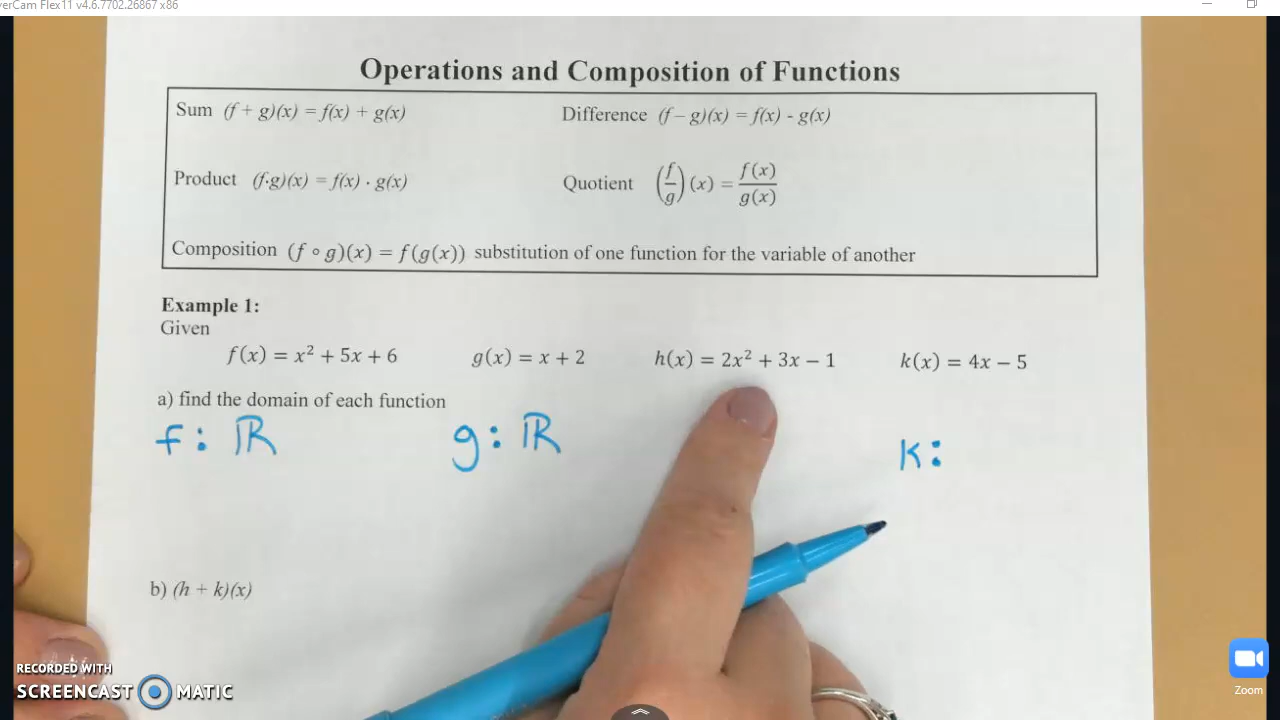 verCam Flex11 v4.6.7702.26867 x86
Operations and Composition of Functions
Sum (f + g)(x) = f(x) + g(x) Difference (f – g)(x) = f(x) - g(x)
Product (f·g)(x) = f(x) · g(x) Quotient (f/g)(x) = f(x)/g(x)
Composition (f ∘ g)(x) = f(g(x)) substitution of one function for the variable of another
Example 1:
Given
f(x) = x² + 5x + 6 g(x) = x + 2 h(x) = 2x² + 3x − 1 k(x) = 4x − 5
a) find the domain of each function
f: ℝ g: ℝ k:
b) (h + k)(x)
RECORDED WITH
SCREENCAST MATIC
Zoom